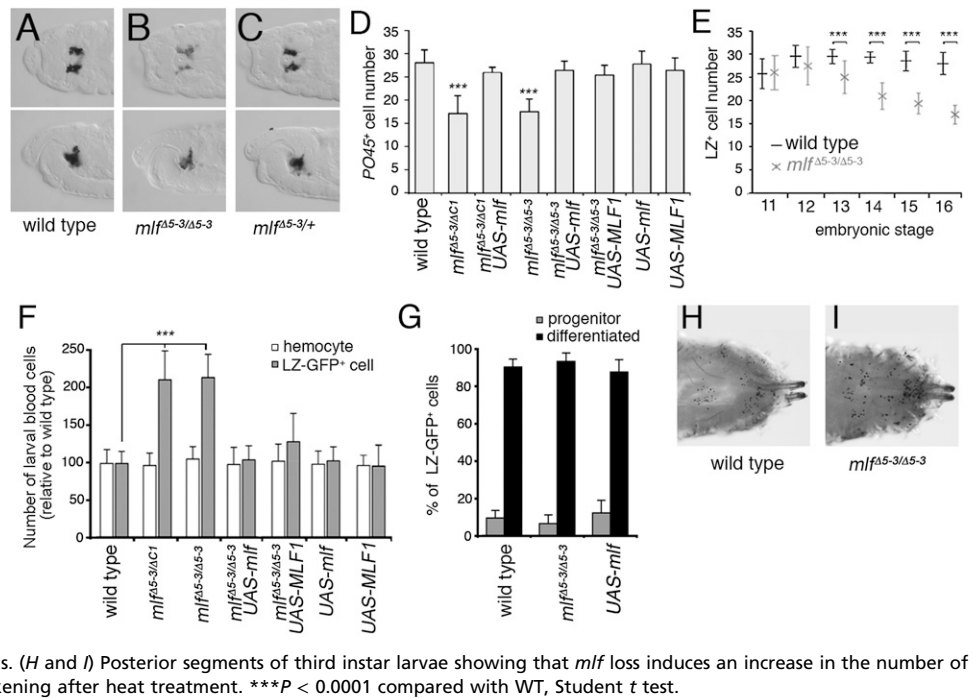 A B C
wild type mlfΔ5-3/Δ5-3 mlfΔ5-3/+
D
PO45+ cell number
35
30
25
20
15
10
5
0
*** ***
wild type
mlfΔ5-3/ΔC1
mlfΔ5-3/ΔC1
UAS-mlf
mlfΔ5-3/Δ5-3
mlfΔ5-3/Δ5-3
UAS-mlf
mlfΔ5-3/Δ5-3
UAS-MLF1
UAS-mlf
UAS-MLF1
E
LZ+ cell number
35
30
25
20
15
10
5
0
*** *** *** ***
wild type
mlfΔ5-3/Δ5-3
11 12 13 14 15 16
embryonic stage
F
Number of larval blood cells
(relative to wild type)
250
200
150
100
50
0
***
hemocyte
LZ-GFP+ cell
wild type
mlfΔ5-3/ΔC1
mlfΔ5-3/Δ5-3
mlfΔ5-3/Δ5-3
UAS-mlf
mlfΔ5-3/Δ5-3
UAS-MLF1
UAS-mlf
UAS-MLF1
G
progenitor
differentiated
% of LZ-GFP+ cells
100
80
60
40
20
0
wild type
mlfΔ5-3/Δ5-3
UAS-mlf
H I
wild type mlfΔ5-3/Δ5-3
s. (H and I) Posterior segments of third instar larvae showing that mlf loss induces an increase in the number of
kening after heat treatment. ***P < 0.0001 compared with WT, Student t test.